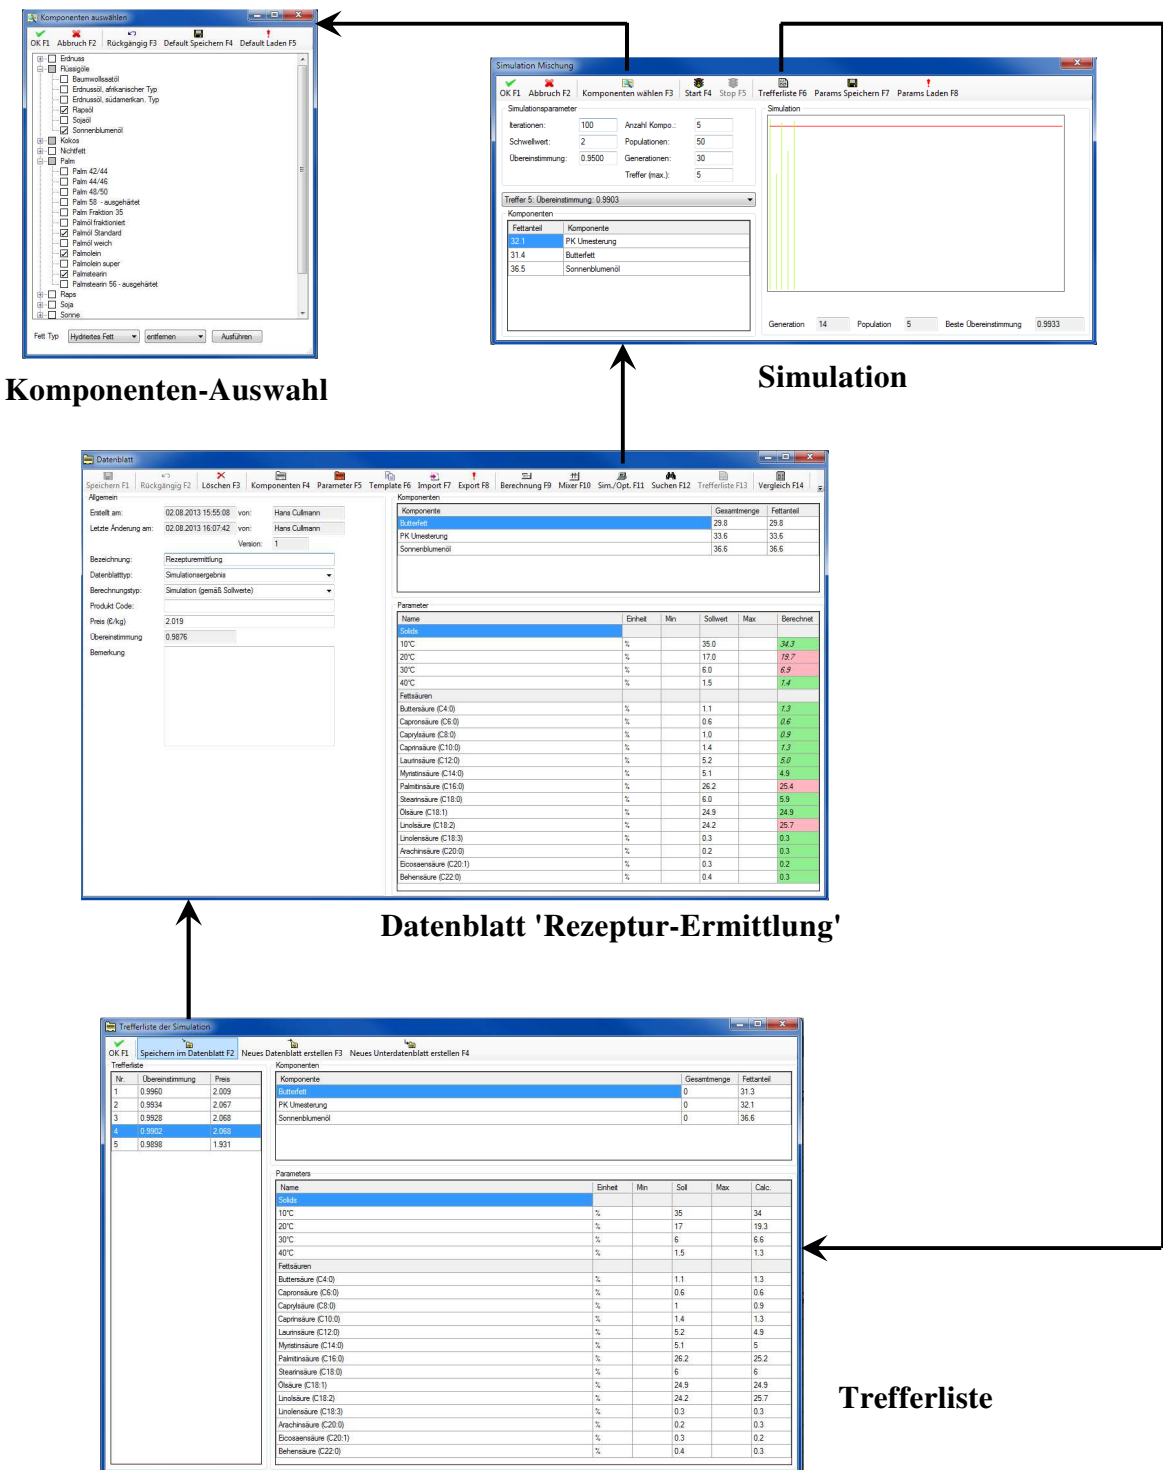 Komponenten auswählen
OK F1 Abbruch F2 Rückgängig F3 Default Speichern F4 Default Laden F5
Erdnuss
Flüssigöle
Baumwollsaatöl
Erdnussöl, afrikanischer Typ
Erdnussöl, südamerikan. Typ
Rapsöl
Sojaöl
Sonnenblumenöl
Kokos
Nichtfett
Palm
Palm 42/44
Palm 44/46
Palm 48/50
Palm 58 - ausgehärtet
Palm Fraktion 35
Palmöl fraktioniert
Palmöl Standard
Palmöl weich
Palmolein
Palmolein super
Palmstearin
Palmstearin 56 - ausgehärtet
Raps
Soja
Sonne
Fett Typ Hydriertes Fett entfernen Ausführen
Komponenten-Auswahl
Simulation Mischung
OK F1 Abbruch F2 Komponenten wählen F3 Start F4 Stop F5 Trefferliste F6 Params Speichern F7 Params Laden F8
Simulationsparameter
Iterationen: 100 Anzahl Kompo.: 5
Schwellwert: 2 Populationen: 50
Übereinstimmung: 0.9500 Generationen: 30
Treffer (max.): 5
Treffer 5: Übereinstimmung: 0.9903
Komponenten
Fettanteil Komponente
32.1 PK Umesterung
31.4 Butterfett
36.5 Sonnenblumenöl
Simulation
Generation 14 Population 5 Beste Übereinstimmung 0.9933
Simulation
Datenblatt
Speichern F1 Rückgängig F2 Löschen F3 Komponenten F4 Parameter F5 Template F6 Import F7 Export F8 Berechnung F9 Mixer F10 Sim./Opt. F11 Suchen F12 Trefferliste F13 Vergleich F14
Allgemein
Erstellt am: 02.08.2013 15:55:08 von: Hans Cullmann
Letzte Änderung am: 02.08.2013 16:07:42 von: Hans Cullmann
Version: 1
Bezeichnung: Rezepturermittlung
Datenblatttyp: Simulationsergebnis
Berechnungstyp: Simulation (gemäß Sollwerte)
Produkt Code:
Preis (€/kg) 2.019
Übereinstimmung 0.9876
Bemerkung
Komponenten
Komponente Gesamtmenge Fettanteil
Butterfett 29.8 29.8
PK Umesterung 33.6 33.6
Sonnenblumenöl 36.6 36.6
Parameter
Name Einheit Min Sollwert Max Berechnet
Solids
10°C % 35.0 34.3
20°C % 17.0 19.7
30°C % 6.0 6.9
40°C % 1.5 1.4
Fettsäuren
Buttersäure (C4:0) % 1.1 1.3
Capronsäure (C6:0) % 0.6 0.6
Caprylsäure (C8:0) % 1.0 0.9
Caprinsäure (C10:0) % 1.4 1.3
Laurinsäure (C12:0) % 5.2 5.0
Myristinsäure (C14:0) % 5.1 4.9
Palmitinsäure (C16:0) % 26.2 25.4
Stearinsäure (C18:0) % 6.0 5.9
Ölsäure (C18:1) % 24.9 24.9
Linolsäure (C18:2) % 24.2 25.7
Linolensäure (C18:3) % 0.3 0.3
Arachinsäure (C20:0) % 0.2 0.3
Eicosaensäure (C20:1) % 0.3 0.2
Behensäure (C22:0) % 0.4 0.3
Datenblatt 'Rezeptur-Ermittlung'
Trefferliste der Simulation
OK F1 Speichern im Datenblatt F2 Neues Datenblatt erstellen F3 Neues Unterdatenblatt erstellen F4
Trefferliste
Nr. Übereinstimmung Preis
1 0.9960 2.009
2 0.9934 2.067
3 0.9928 2.068
4 0.9902 2.068
5 0.9898 1.931
Komponenten
Komponente Gesamtmenge Fettanteil
Butterfett 0 31.3
PK Umesterung 0 32.1
Sonnenblumenöl 0 36.6
Parameters
Name Einheit Min Soll Max Calc.
Solids
10°C % 35 34
20°C % 17 19.3
30°C % 6 6.6
40°C % 1.5 1.3
Fettsäuren
Buttersäure (C4:0) % 1.1 1.3
Capronsäure (C6:0) % 0.6 0.6
Caprylsäure (C8:0) % 1 0.9
Caprinsäure (C10:0) % 1.4 1.3
Laurinsäure (C12:0) % 5.2 4.9
Myristinsäure (C14:0) % 5.1 5
Palmitinsäure (C16:0) % 26.2 25.2
Stearinsäure (C18:0) % 6 6
Ölsäure (C18:1) % 24.9 24.9
Linolsäure (C18:2) % 24.2 25.7
Linolensäure (C18:3) % 0.3 0.3
Arachinsäure (C20:0) % 0.2 0.3
Eicosaensäure (C20:1) % 0.3 0.2
Behensäure (C22:0) % 0.4 0.3
Trefferliste